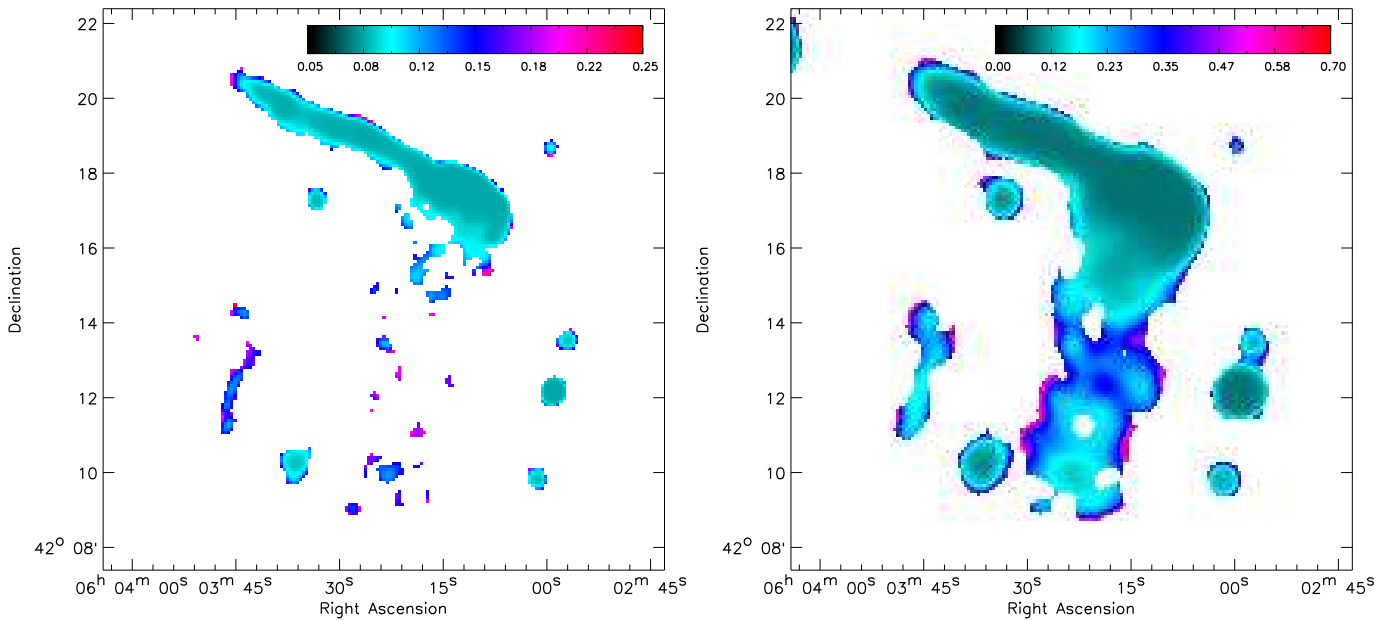 22
20
18
16
14
12
10
42° 08'
Declination
0.05 0.08 0.12 0.15 0.18 0.22 0.25
06ʰ 04ᵐ 00ˢ 03ᵐ 45ˢ 30ˢ 15ˢ 00ˢ 02ᵐ 45ˢ
Right Ascension
22
20
18
16
14
12
10
42° 08'
Declination
0.00 0.12 0.23 0.35 0.47 0.58 0.70
06ʰ 04ᵐ 00ˢ 03ᵐ 45ˢ 30ˢ 15ˢ 00ˢ 02ᵐ 45ˢ
Right Ascension